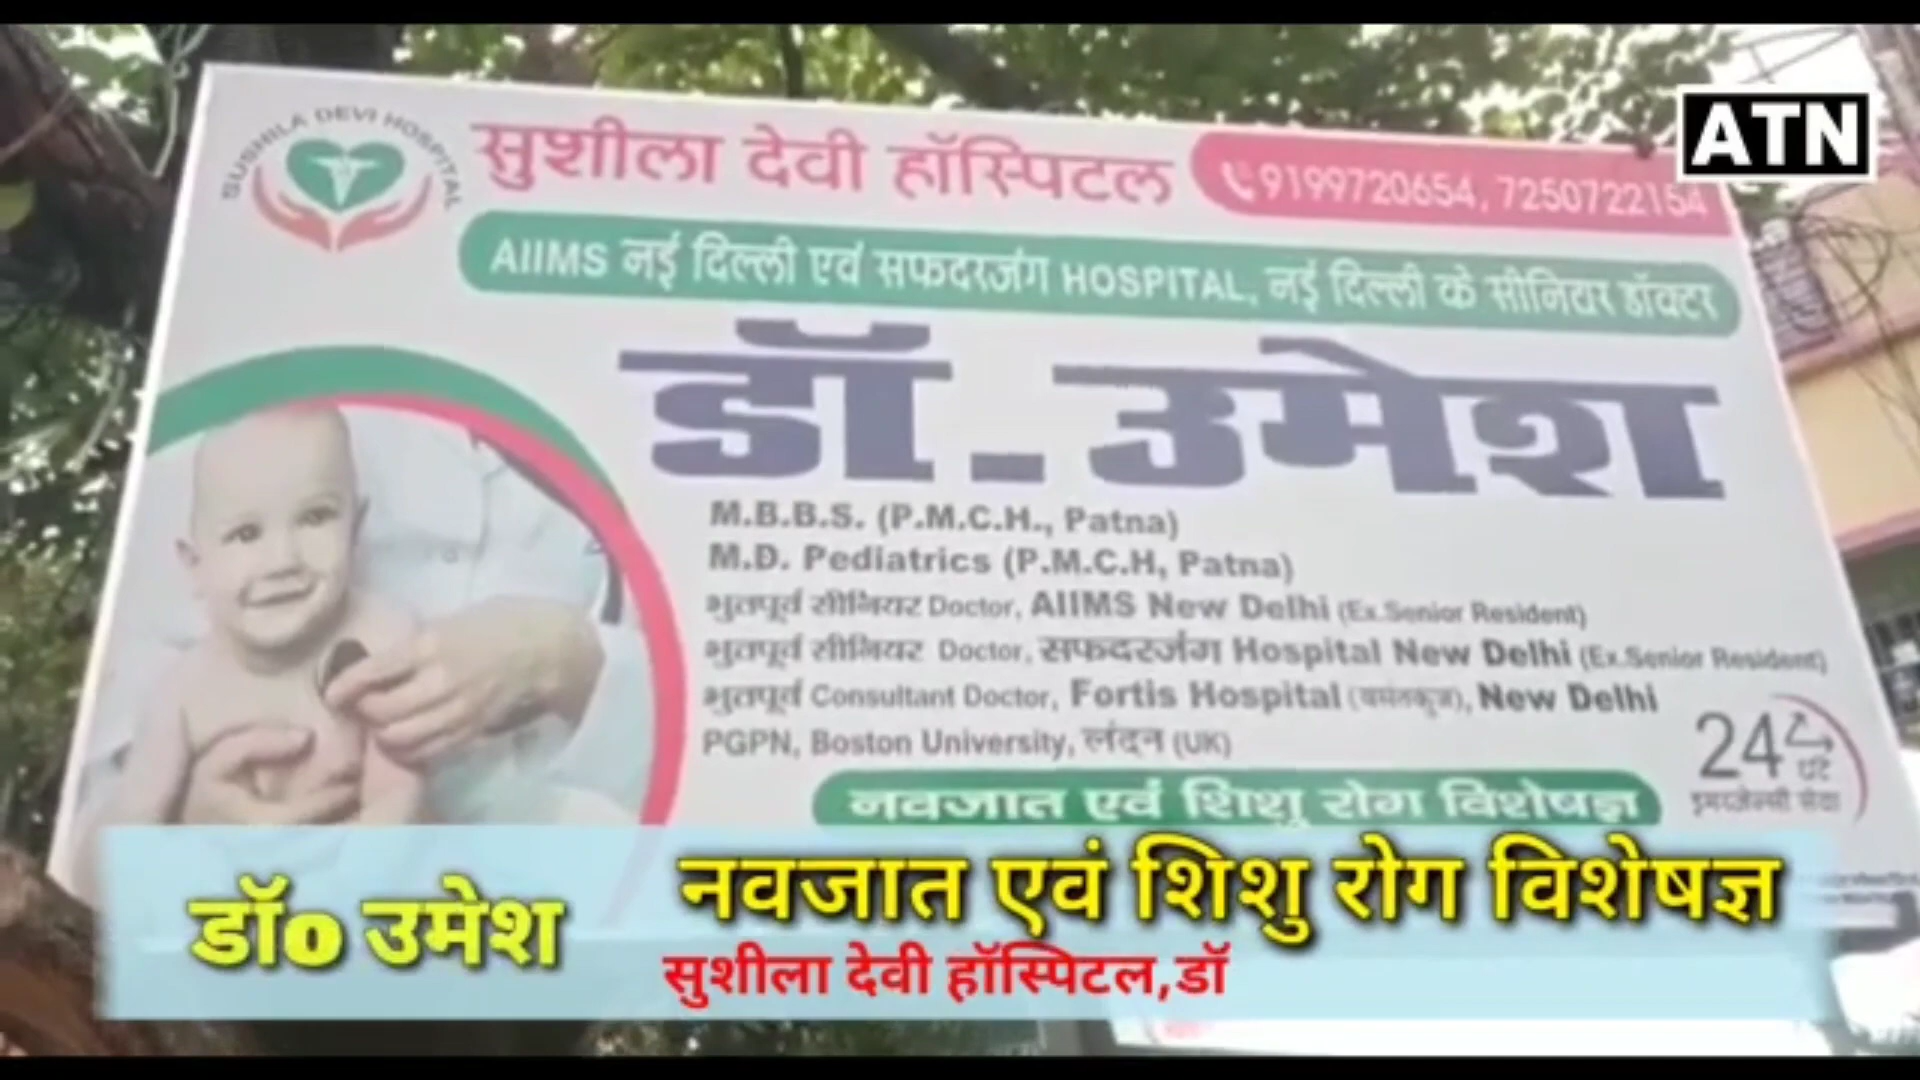 ATN
SUSHILA DEVI HOSPITAL
सुशीला देवी हॉस्पिटल
9199720654, 7250722154
AIIMS नई दिल्ली एवं सफदरजंग HOSPITAL, नई दिल्ली के सीनियर डॉक्टर
डॉ. उमेश
M.B.B.S. (P.M.C.H., Patna)
M.D. Pediatrics (P.M.C.H, Patna)
भुतपूर्व सीनियर Doctor, AIIMS New Delhi (Ex.Senior Resident)
भुतपूर्व सीनियर Doctor, सफदरजंग Hospital New Delhi (Ex.Senior Resident)
भुतपूर्व Consultant Doctor, Fortis Hospital (वसंतकुंज), New Delhi
PGPN, Boston University, लंदन (UK)
24 घंटे
इमरजेन्सी सेवा
नवजात एवं शिशु रोग विशेषज्ञ
डॉ0 उमेश
नवजात एवं शिशु रोग विशेषज्ञ
सुशीला देवी हॉस्पिटल,डॉ